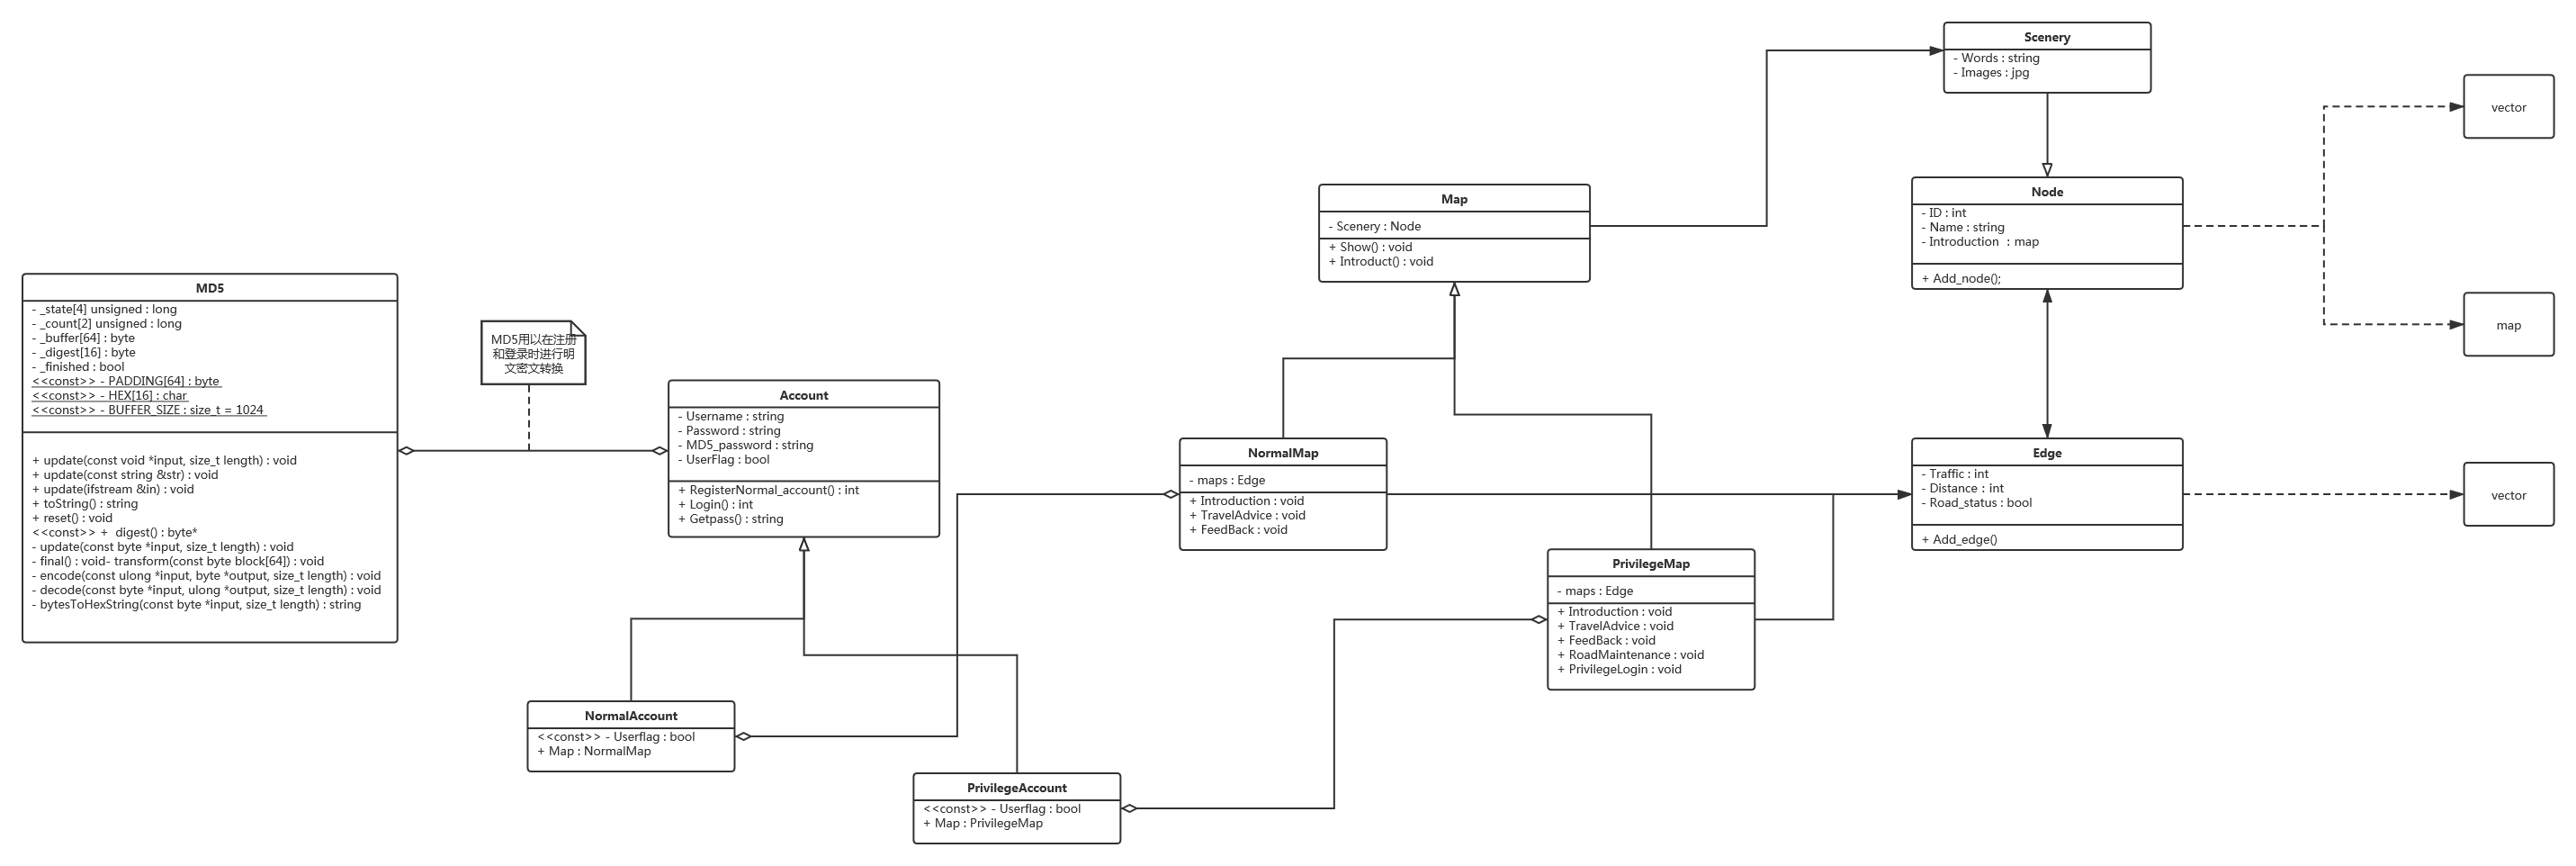 MD5
- _state[4] unsigned : long
- _count[2] unsigned : long
- _buffer[64] : byte
- _digest[16] : byte
- _finished : bool
<<const>> - PADDING[64] : byte
<<const>> - HEX[16] : char
<<const>> - BUFFER_SIZE : size_t = 1024
+ update(const void *input, size_t length) : void
+ update(const string &str) : void
+ update(ifstream &in) : void
+ toString() : string
+ reset() : void
<<const>> + digest() : byte*
- update(const byte *input, size_t length) : void
- final() : void- transform(const byte block[64]) : void
- encode(const ulong *input, byte *output, size_t length) : void
- decode(const byte *input, ulong *output, size_t length) : void
- bytesToHexString(const byte *input, size_t length) : string
MD5用以在注册
和登录时进行明
文密文转换
Account
- Username : string
- Password : string
- MD5_password : string
- UserFlag : bool
+ RegisterNormal_account() : int
+ Login() : int
+ Getpass() : string
NormalAccount
<<const>> - Userflag : bool
+ Map : NormalMap
PrivilegeAccount
<<const>> - Userflag : bool
+ Map : PrivilegeMap
Map
- Scenery : Node
+ Show() : void
+ Introduct() : void
NormalMap
- maps : Edge
+ Introduction : void
+ TravelAdvice : void
+ FeedBack : void
PrivilegeMap
- maps : Edge
+ Introduction : void
+ TravelAdvice : void
+ FeedBack : void
+ RoadMaintenance : void
+ PrivilegeLogin : void
Scenery
- Words : string
- Images : jpg
Node
- ID : int
- Name : string
- Introduction : map
+ Add_node();
Edge
- Traffic : int
- Distance : int
- Road_status : bool
+ Add_edge()
vector
map
vector